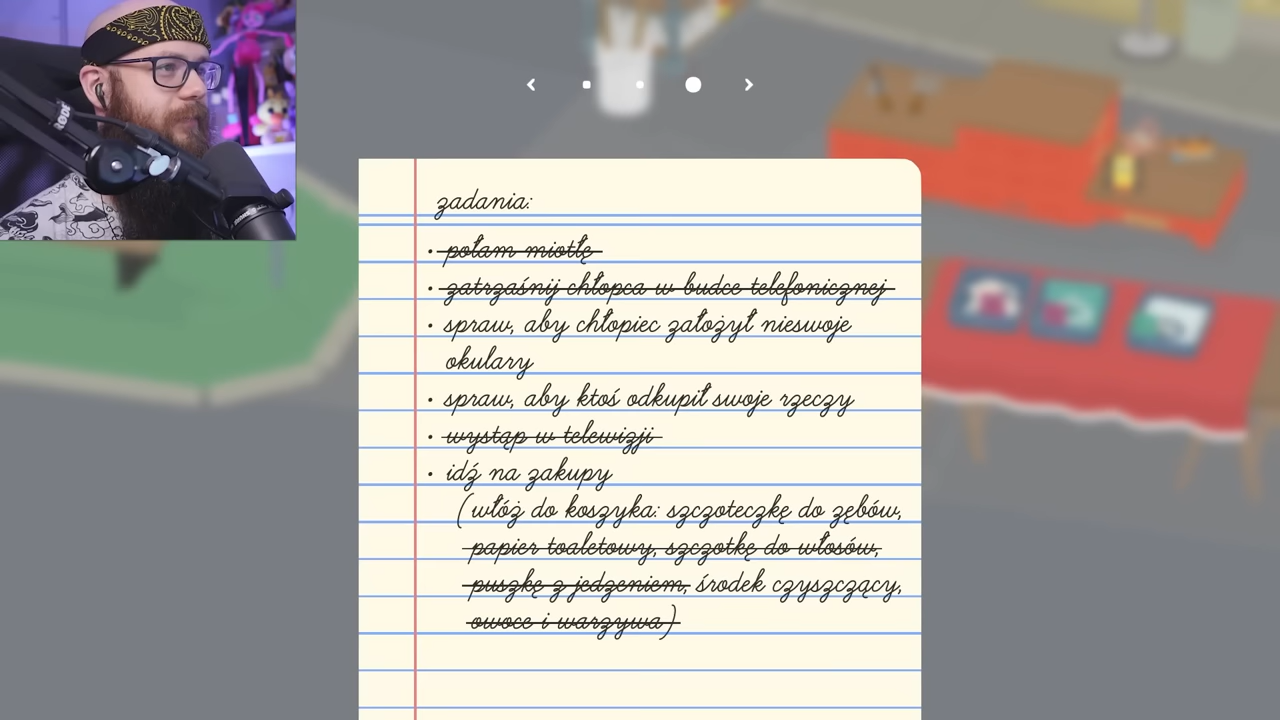 zadania:
• połam miotłę
• zatrzaśnij chłopca w budce telefonicznej
• spraw, aby chłopiec założył nieswoje
okulary
• spraw, aby ktoś odkupił swoje rzeczy
• wystąp w telewizji
• idź na zakupy
(włóż do koszyka: szczoteczkę do zębów,
papier toaletowy, szczotkę do włosów,
puszkę z jedzeniem, środek czyszczący,
owoce i warzywa)